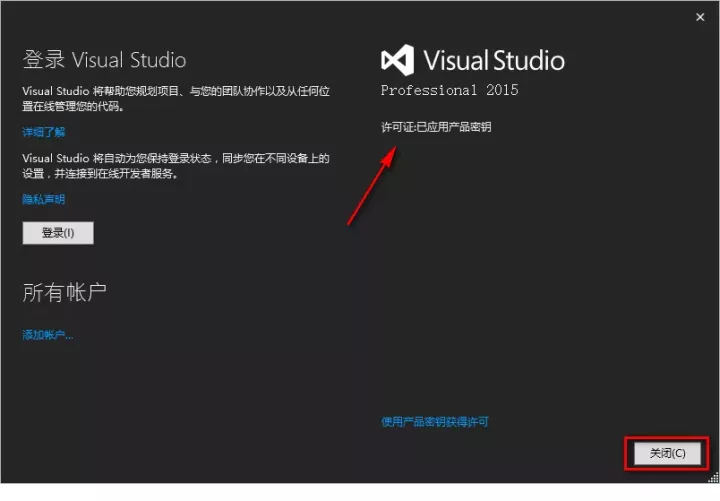 登录 Visual Studio
Visual Studio 将帮助您规划项目、与您的团队协作以及从任何位
置在线管理您的代码。
详细了解
Visual Studio 将自动为您保持登录状态，同步您在不同设备上的
设置，并连接到在线开发者服务。
隐私声明
登录(I)
所有帐户
添加帐户...
Visual Studio
Professional 2015
许可证:已应用产品密钥
使用产品密钥获得许可
关闭(C)